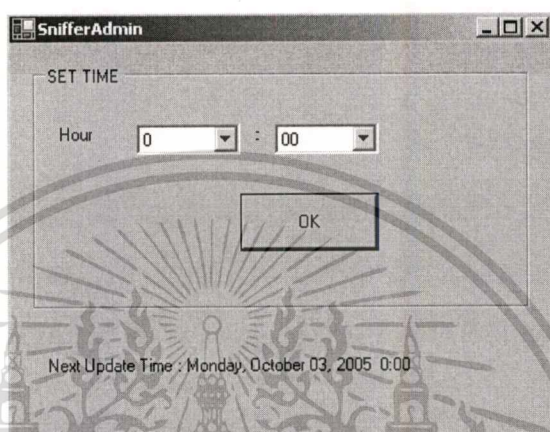 SnifferAdmin
SET TIME
Hour 0 : 00
OK
Next Update Time : Monday, October 03, 2005 0:00